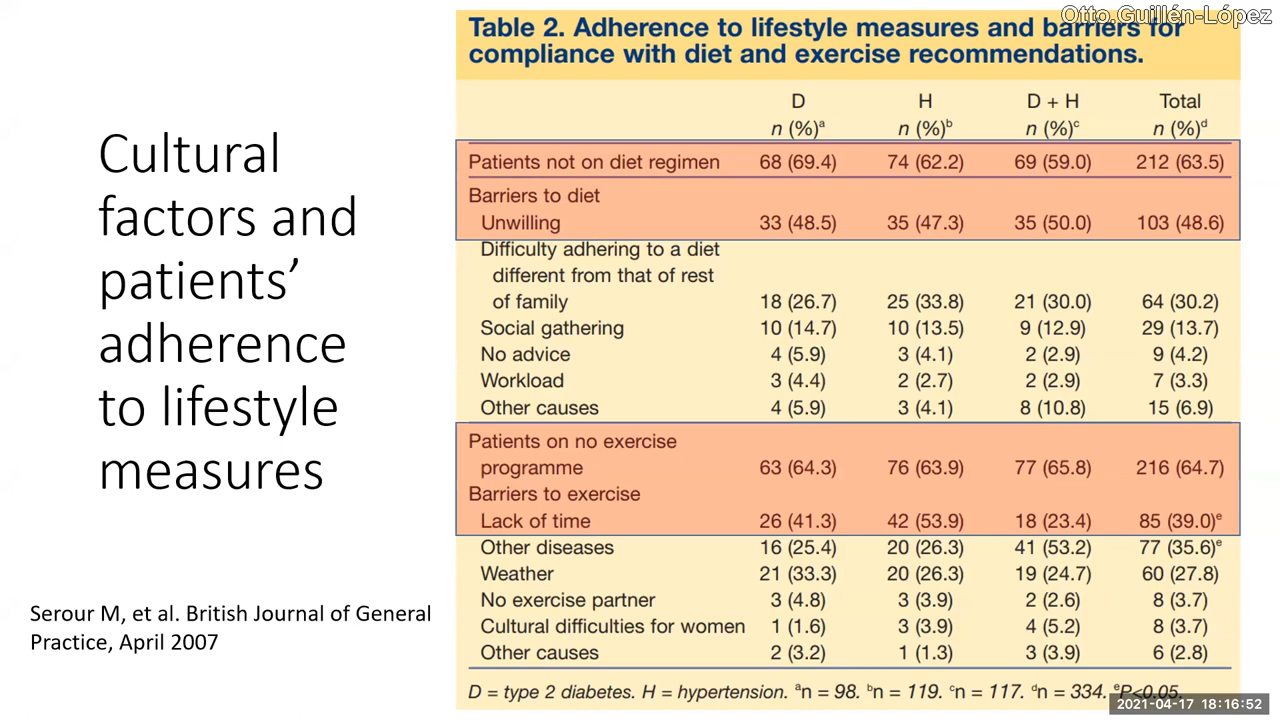 Otto.Guillén-López
Cultural
factors and
patients’
adherence
to lifestyle
measures
Serour M, et al. British Journal of General
Practice, April 2007
Table 2. Adherence to lifestyle measures and barriers for
compliance with diet and exercise recommendations.
D H D + H Total
n (%)a n (%)b n (%)c n (%)d
Patients not on diet regimen 68 (69.4) 74 (62.2) 69 (59.0) 212 (63.5)
Barriers to diet
Unwilling 33 (48.5) 35 (47.3) 35 (50.0) 103 (48.6)
Difficulty adhering to a diet
different from that of rest
of family 18 (26.7) 25 (33.8) 21 (30.0) 64 (30.2)
Social gathering 10 (14.7) 10 (13.5) 9 (12.9) 29 (13.7)
No advice 4 (5.9) 3 (4.1) 2 (2.9) 9 (4.2)
Workload 3 (4.4) 2 (2.7) 2 (2.9) 7 (3.3)
Other causes 4 (5.9) 3 (4.1) 8 (10.8) 15 (6.9)
Patients on no exercise
programme 63 (64.3) 76 (63.9) 77 (65.8) 216 (64.7)
Barriers to exercise
Lack of time 26 (41.3) 42 (53.9) 18 (23.4) 85 (39.0)e
Other diseases 16 (25.4) 20 (26.3) 41 (53.2) 77 (35.6)e
Weather 21 (33.3) 20 (26.3) 19 (24.7) 60 (27.8)
No exercise partner 3 (4.8) 3 (3.9) 2 (2.6) 8 (3.7)
Cultural difficulties for women 1 (1.6) 3 (3.9) 4 (5.2) 8 (3.7)
Other causes 2 (3.2) 1 (1.3) 3 (3.9) 6 (2.8)
D = type 2 diabetes. H = hypertension. an = 98. bn = 119. cn = 117. dn = 334. eP<0.05.
2021-04-17 18:16:52